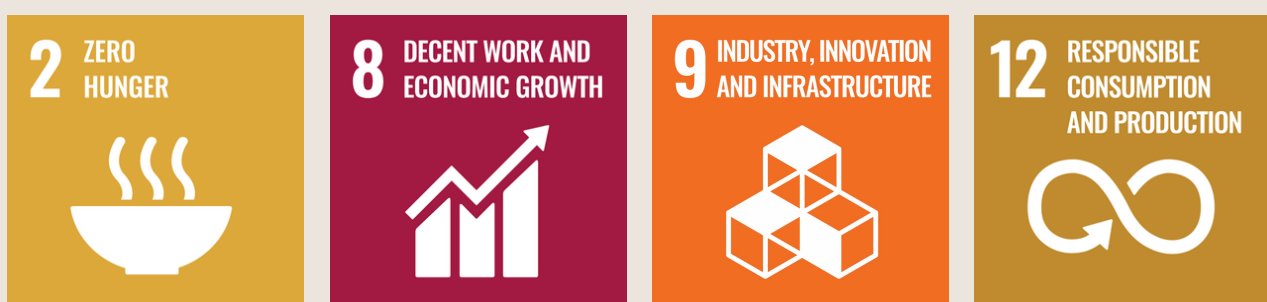 2 ZERO
HUNGER
8 DECENT WORK AND
ECONOMIC GROWTH
9 INDUSTRY, INNOVATION
AND INFRASTRUCTURE
12 RESPONSIBLE
CONSUMPTION
AND PRODUCTION